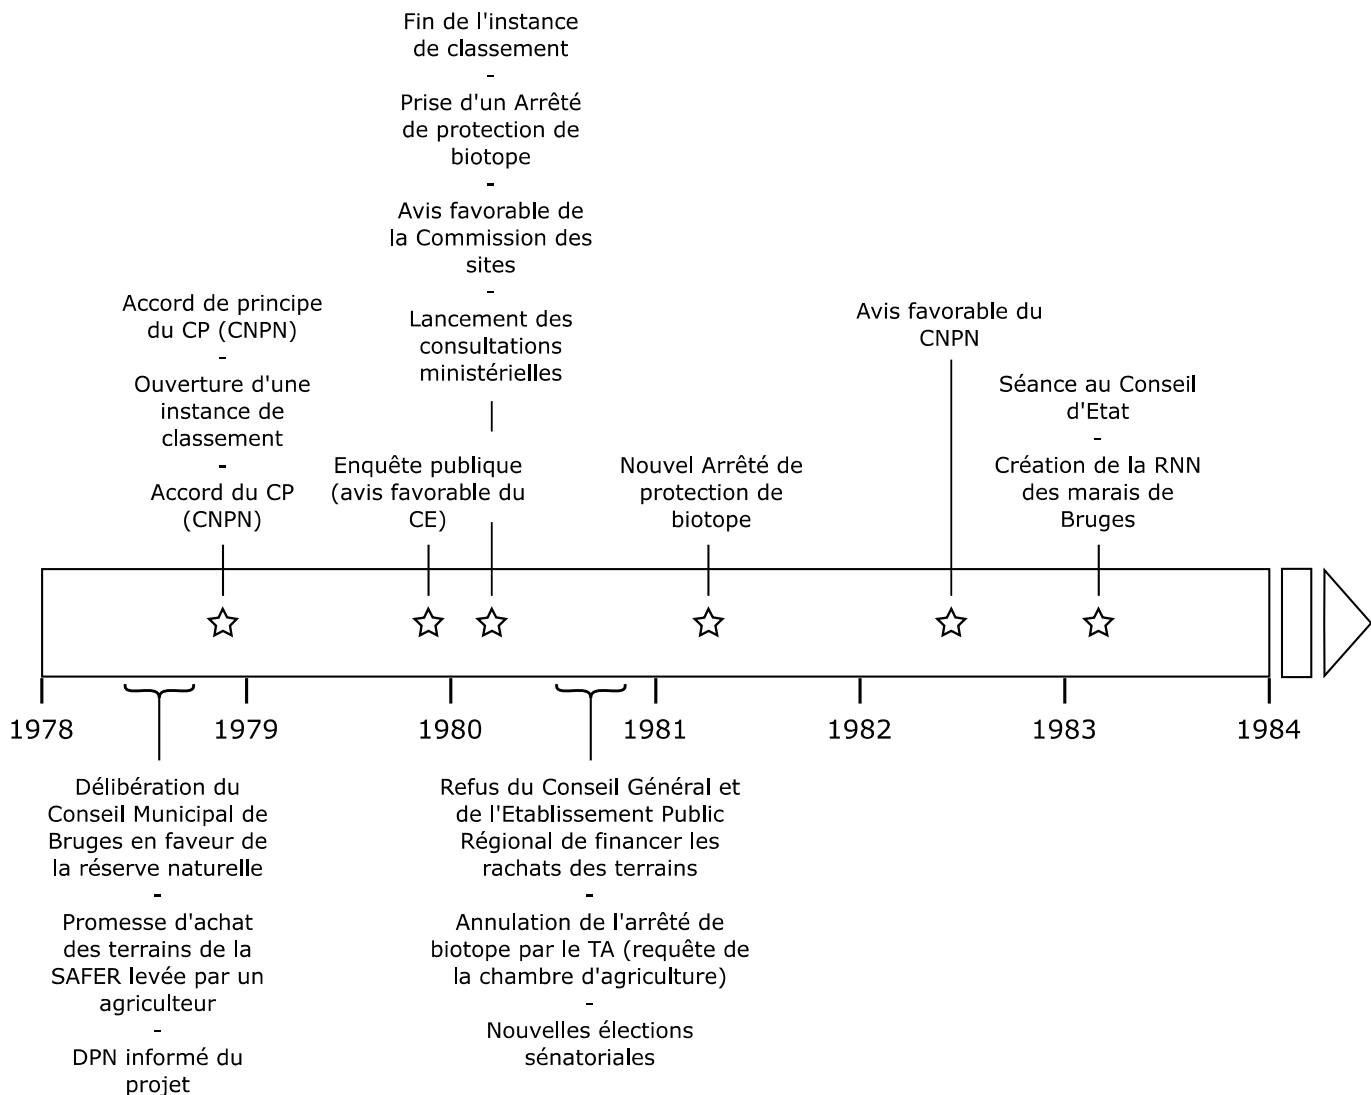 Fin de l'instance
de classement
-
Prise d'un Arrêté
de protection de
biotope
-
Avis favorable de
la Commission des
sites
-
Lancement des
consultations
ministérielles
Accord de principe
du CP (CNPN)
-
Ouverture d'une
instance de
classement
-
Accord du CP
(CNPN)
Enquête publique
(avis favorable du
CE)
Nouvel Arrêté de
protection de
biotope
Avis favorable du
CNPN
Séance au Conseil
d'Etat
-
Création de la RNN
des marais de
Bruges
1978 1979 1980 1981 1982 1983 1984
Délibération du
Conseil Municipal de
Bruges en faveur de
la réserve naturelle
-
Promesse d'achat
des terrains de la
SAFER levée par un
agriculteur
-
DPN informé du
projet
Refus du Conseil Général et
de l'Etablissement Public
Régional de financer les
rachats des terrains
-
Annulation de l'arrêté de
biotope par le TA (requête de
la chambre d'agriculture)
-
Nouvelles élections
sénatoriales